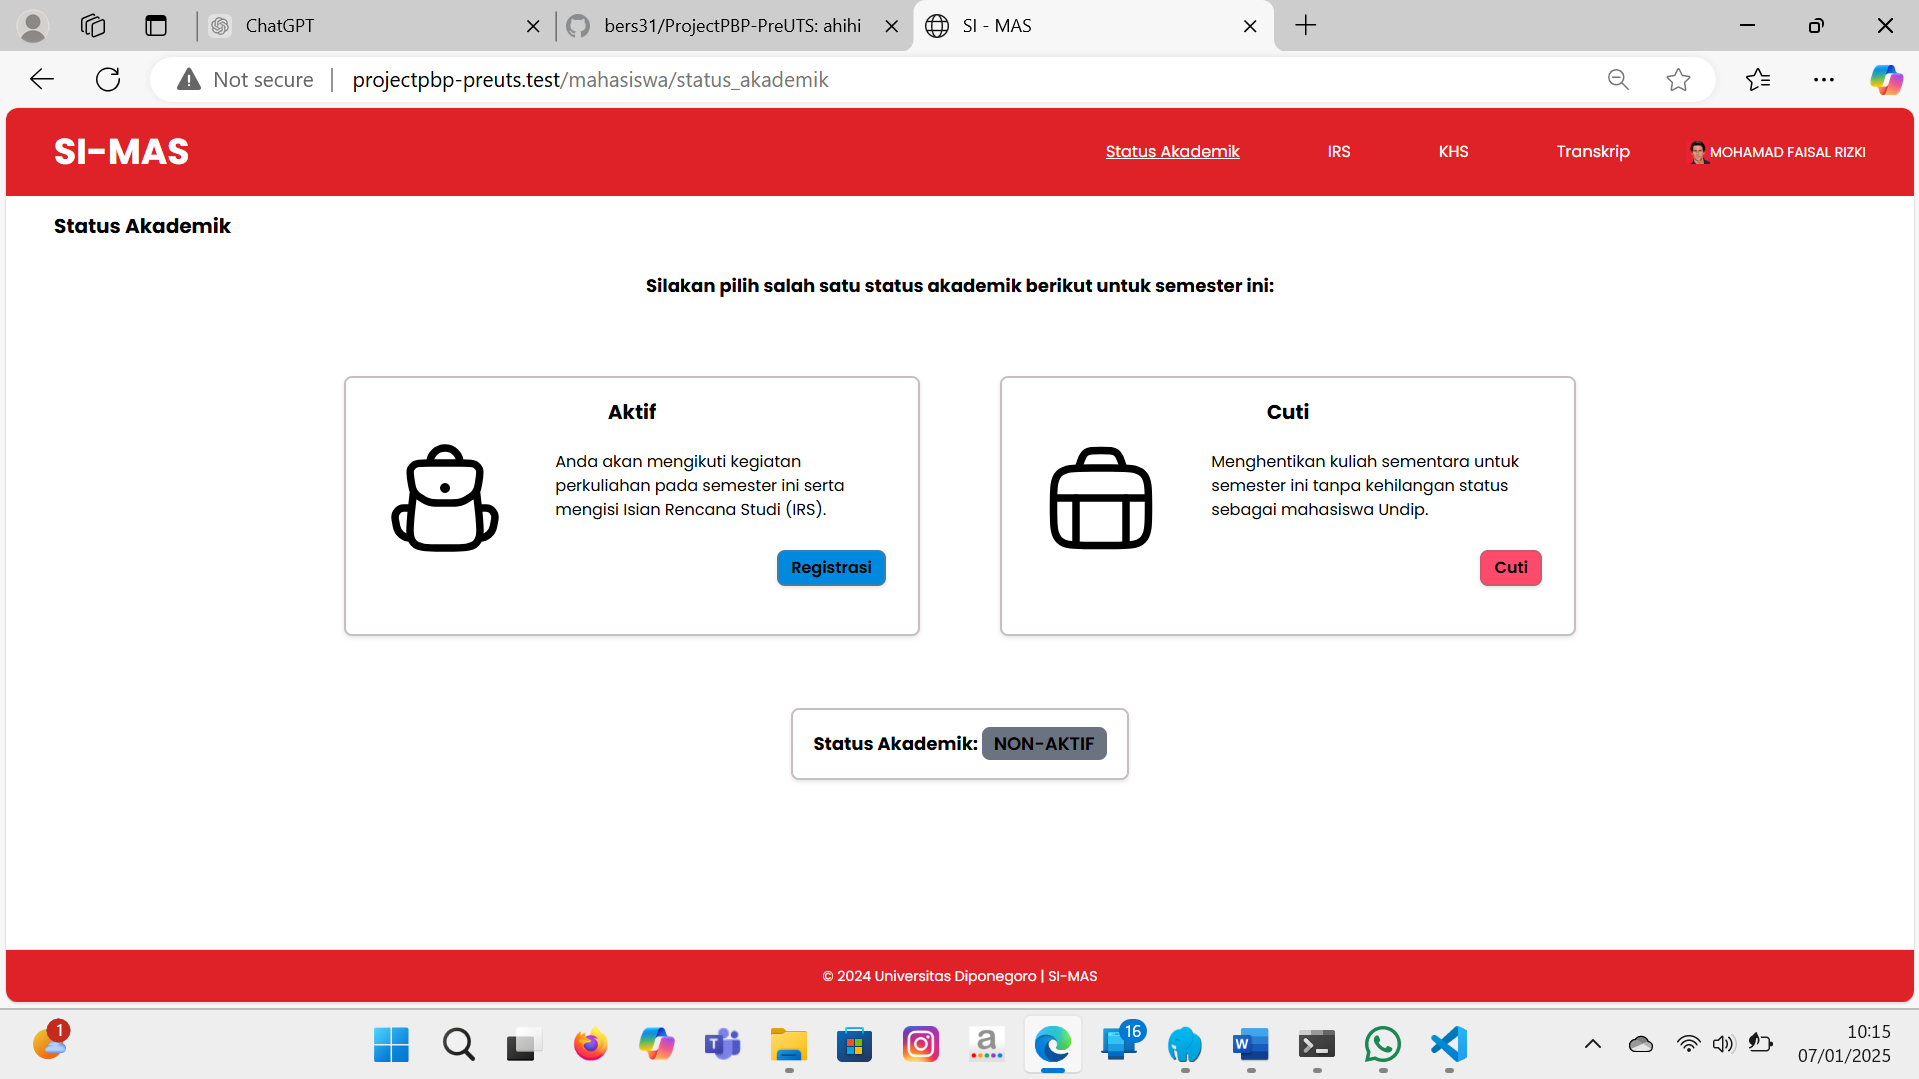 ChatGPT
bers31/ProjectPBP-PreUTS: ahihi
SI - MAS
Not secure
projectpbp-preuts.test/mahasiswa/status_akademik
SI-MAS
Status Akademik
IRS
KHS
Transkrip
MOHAMAD FAISAL RIZKI
Status Akademik
Silakan pilih salah satu status akademik berikut untuk semester ini:
Aktif
Anda akan mengikuti kegiatan
perkuliahan pada semester ini serta
mengisi Isian Rencana Studi (IRS).
Registrasi
Cuti
Menghentikan kuliah sementara untuk
semester ini tanpa kehilangan status
sebagai mahasiswa Undip.
Cuti
Status Akademik: NON-AKTIF
© 2024 Universitas Diponegoro | SI-MAS
1
16
10:15
07/01/2025